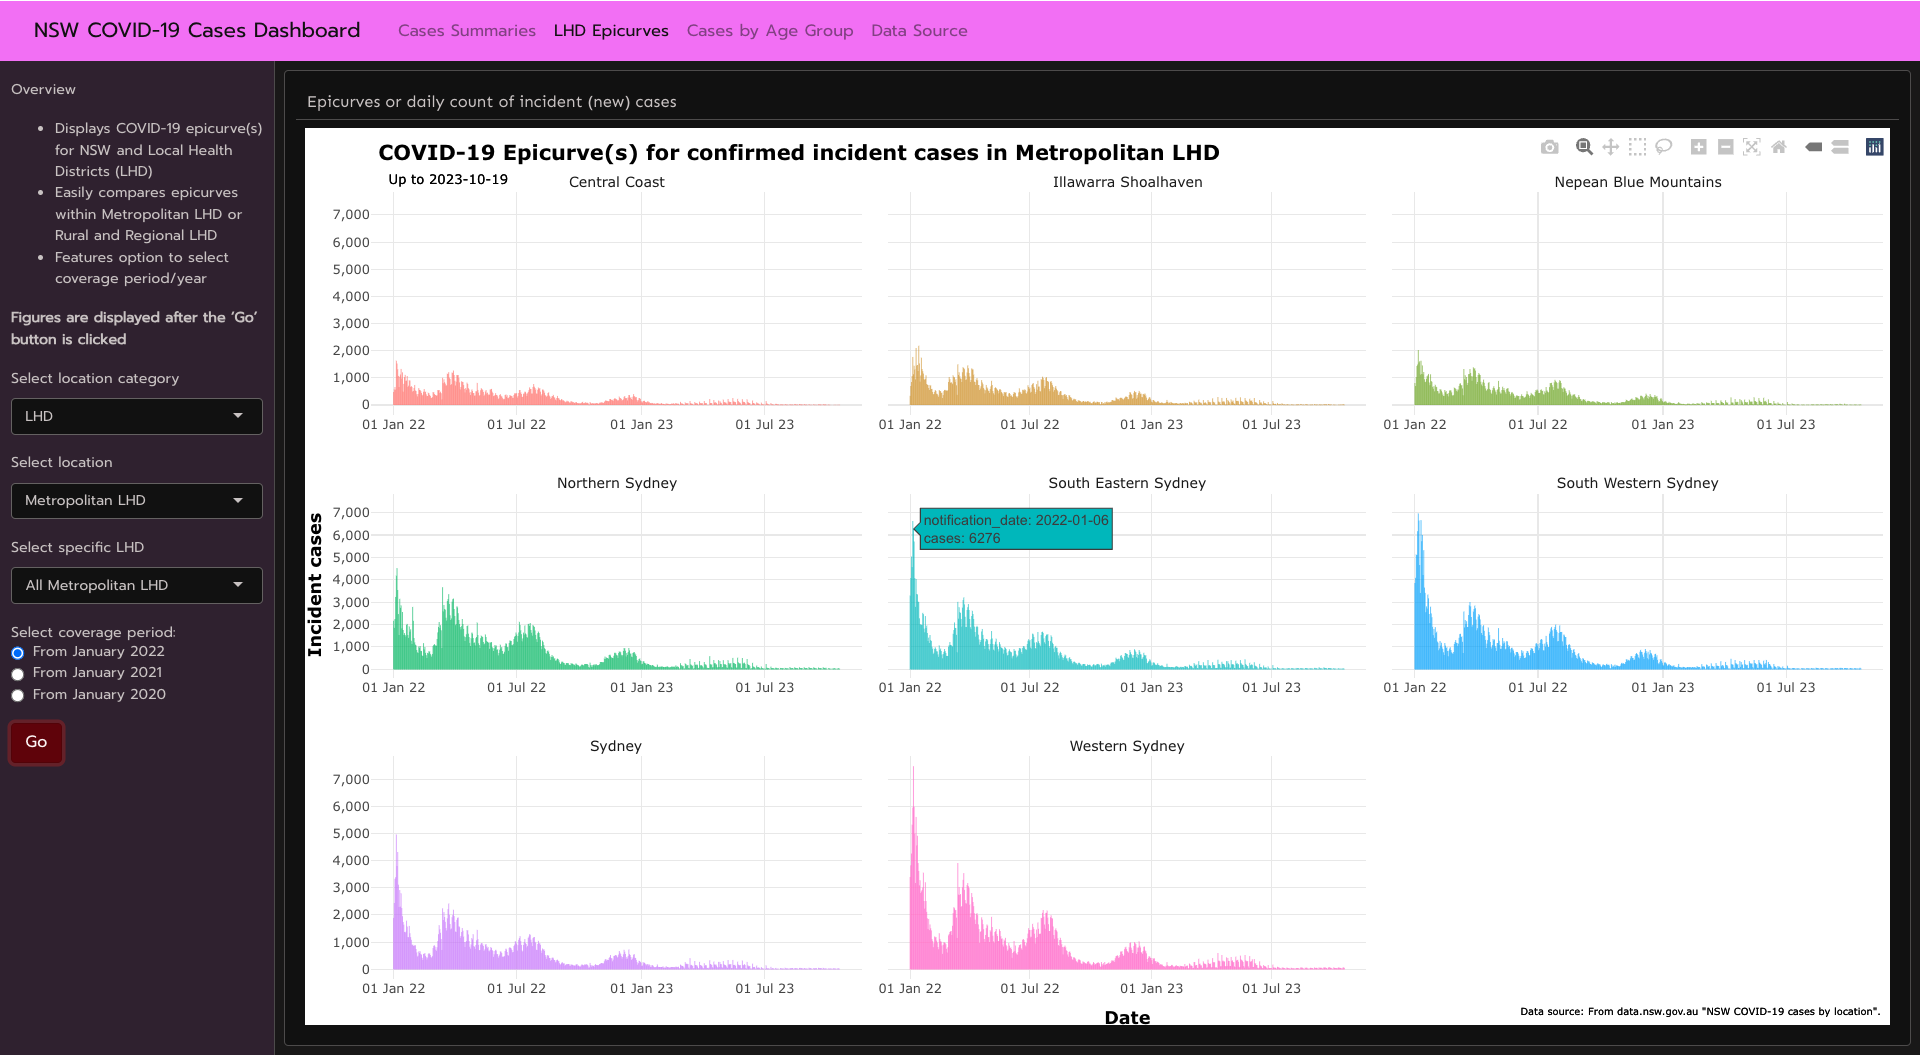 NSW COVID-19 Cases Dashboard
Cases Summaries
LHD Epicurves
Cases by Age Group
Data Source
Overview
Displays COVID-19 epicurve(s)
for NSW and Local Health
Districts (LHD)
Easily compares epicurves
within Metropolitan LHD or
Rural and Regional LHD
Features option to select
coverage period/year
Figures are displayed after the ‘Go’
button is clicked
Select location category
LHD
Select location
Metropolitan LHD
Select specific LHD
All Metropolitan LHD
Select coverage period:
From January 2022
From January 2021
From January 2020
Go
Epicurves or daily count of incident (new) cases
COVID-19 Epicurve(s) for confirmed incident cases in Metropolitan LHD
Up to 2023-10-19
Central Coast
Illawarra Shoalhaven
Nepean Blue Mountains
7,000
6,000
5,000
4,000
3,000
2,000
1,000
0
01 Jan 22
01 Jul 22
01 Jan 23
01 Jul 23
01 Jan 22
01 Jul 22
01 Jan 23
01 Jul 23
01 Jan 22
01 Jul 22
01 Jan 23
01 Jul 23
Incident cases
Northern Sydney
South Eastern Sydney
South Western Sydney
7,000
6,000
5,000
4,000
3,000
2,000
1,000
0
notification_date: 2022-01-06
cases: 6276
01 Jan 22
01 Jul 22
01 Jan 23
01 Jul 23
01 Jan 22
01 Jul 22
01 Jan 23
01 Jul 23
01 Jan 22
01 Jul 22
01 Jan 23
01 Jul 23
Sydney
Western Sydney
7,000
6,000
5,000
4,000
3,000
2,000
1,000
0
01 Jan 22
01 Jul 22
01 Jan 23
01 Jul 23
01 Jan 22
01 Jul 22
01 Jan 23
01 Jul 23
Date
Data source: From data.nsw.gov.au "NSW COVID-19 cases by location".